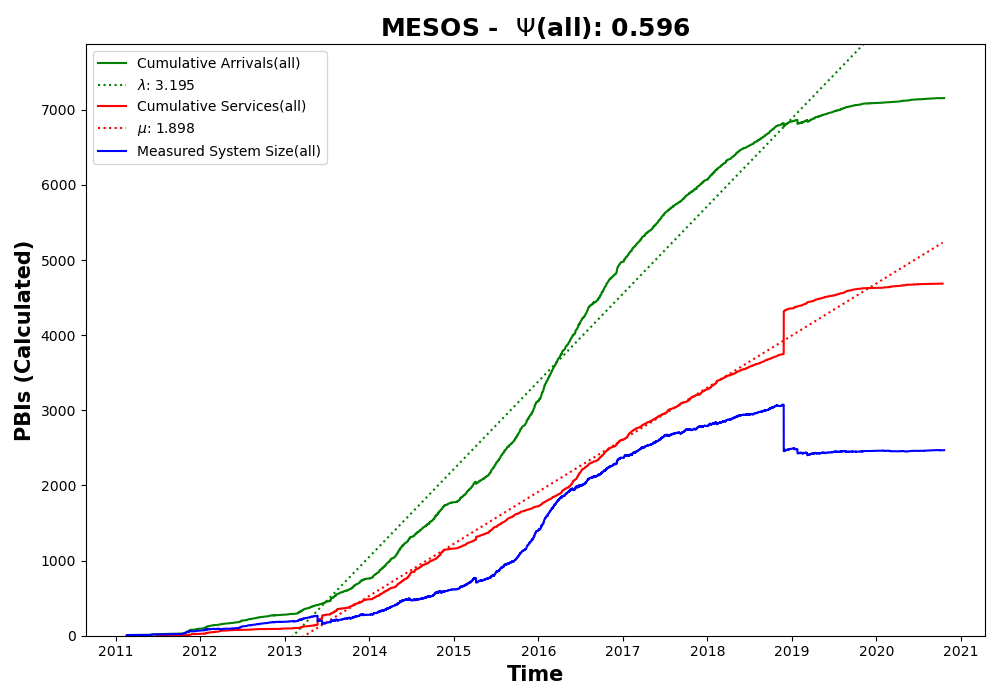 MESOS - Ψ(all): 0.596
Cumulative Arrivals(all)
λ: 3.195
Cumulative Services(all)
μ: 1.898
Measured System Size(all)
PBIs (Calculated)
7000
6000
5000
4000
3000
2000
1000
0
2011 2012 2013 2014 2015 2016 2017 2018 2019 2020 2021
Time